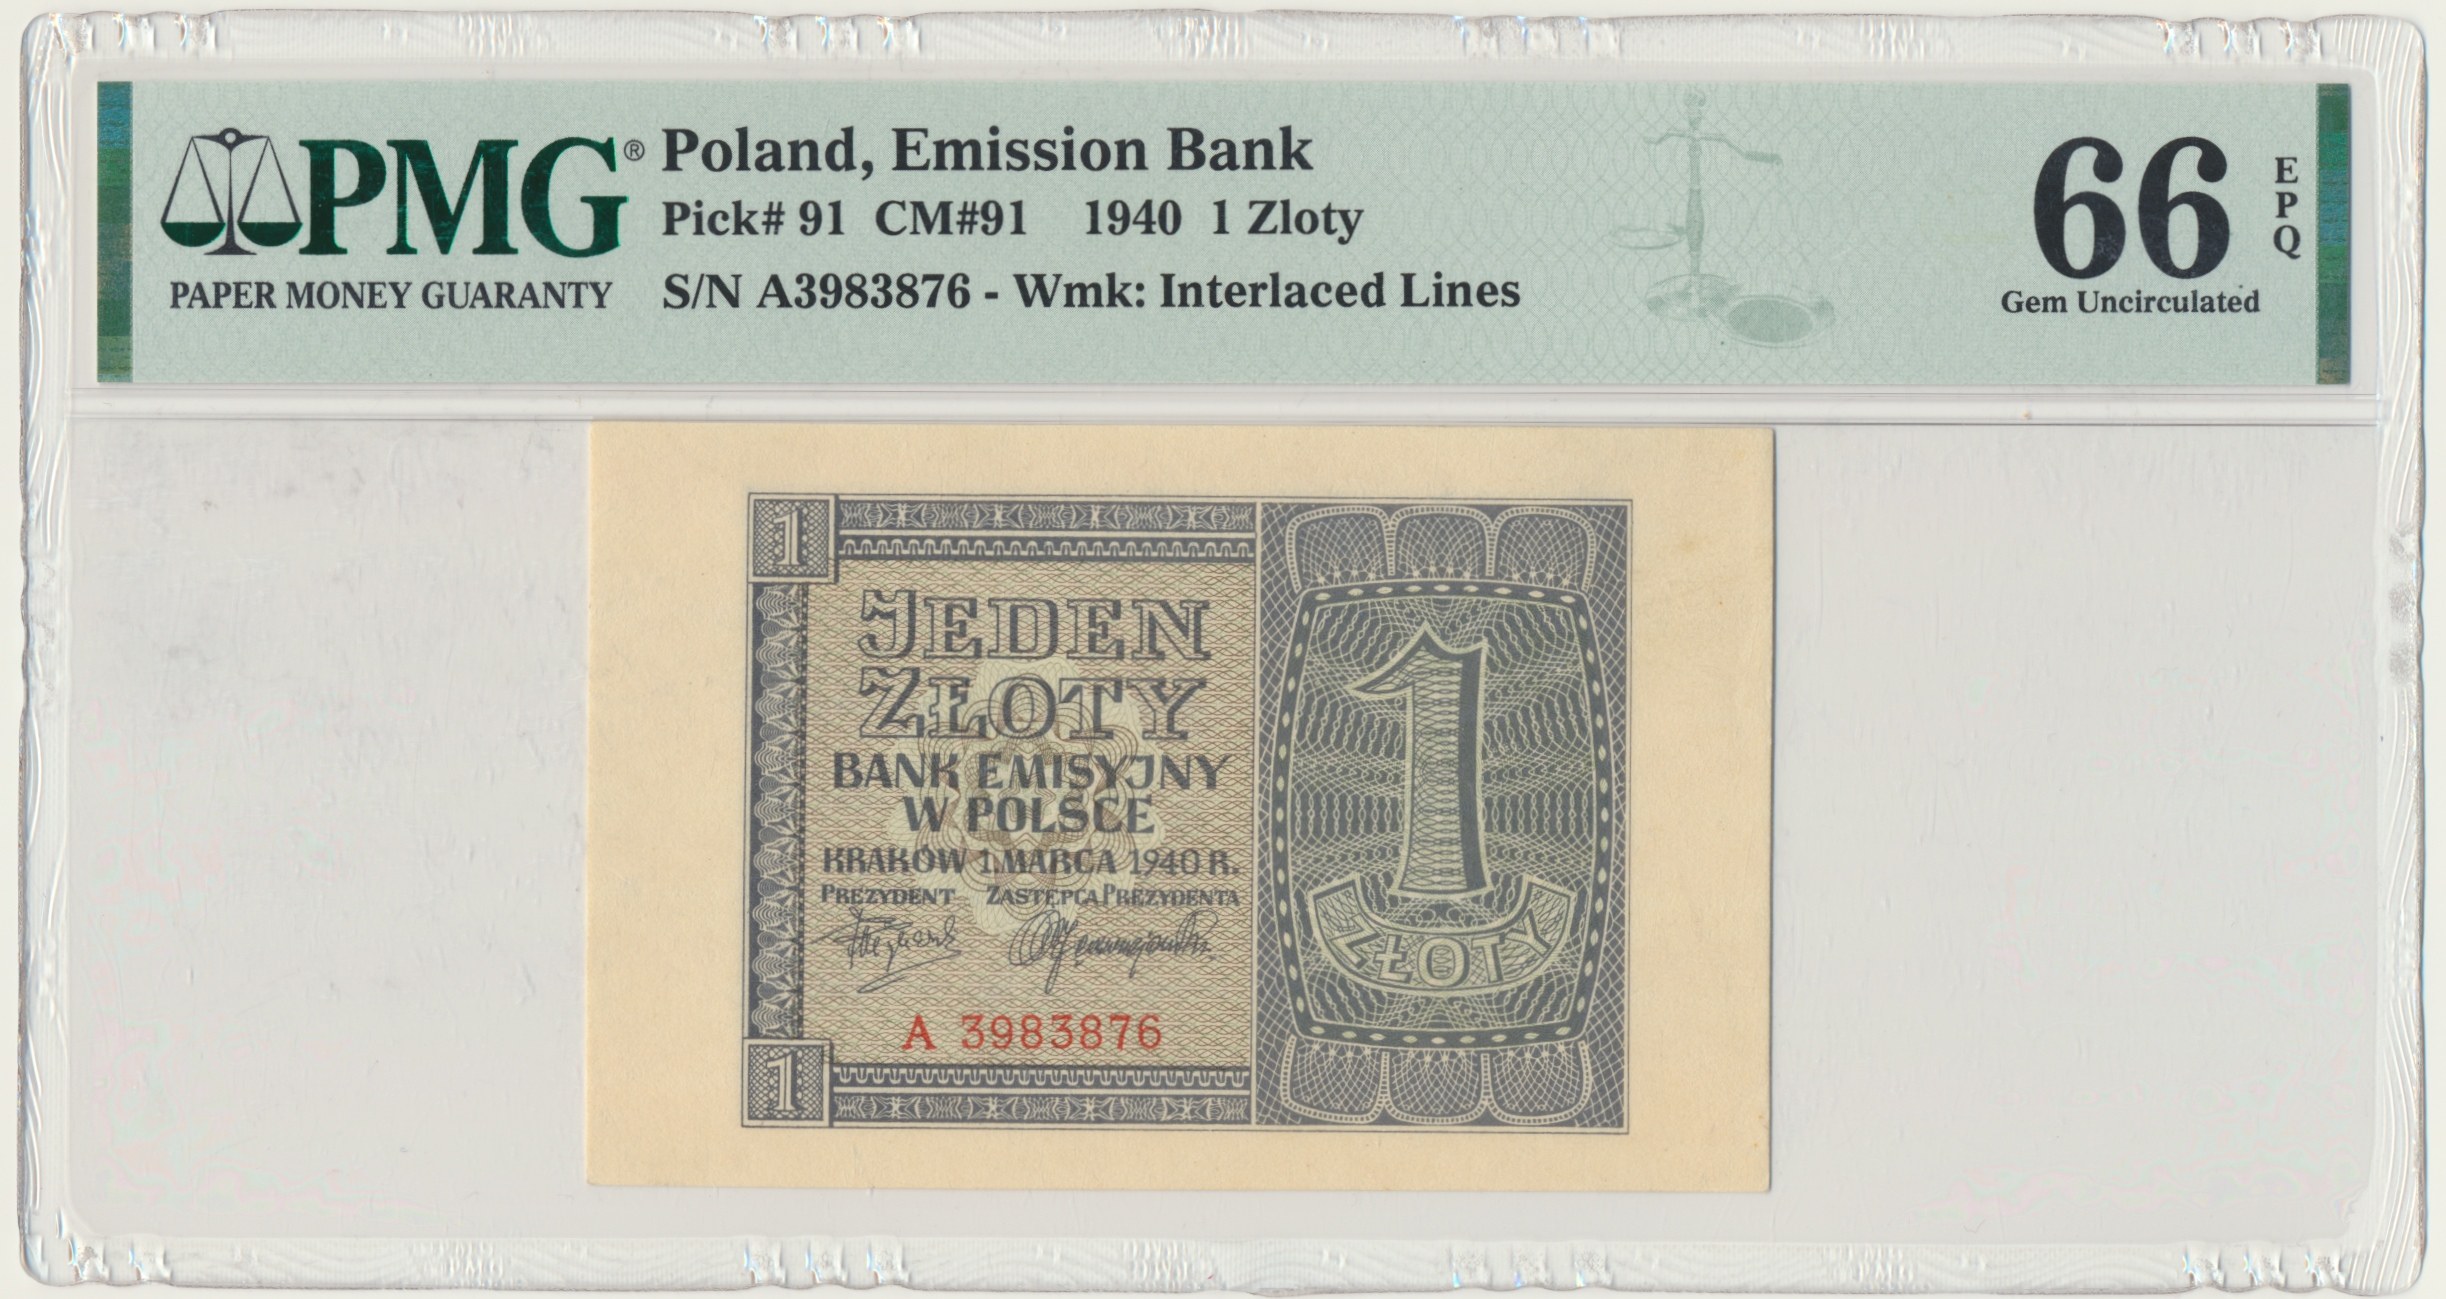 PMG®
PAPER MONEY GUARANTY
Poland, Emission Bank
Pick# 91 CM#91 1940 1 Zloty
S/N A3983876 - Wmk: Interlaced Lines
66
EPQ
Gem Uncirculated
1
JEDEN
ZŁOTY
BANK EMISYJNY
W POLSCE
KRAKÓW 1. MARCA 1940 R.
PREZYDENT ZASTĘPCA PREZYDENTA
A 3983876
1
1
ZŁOTY